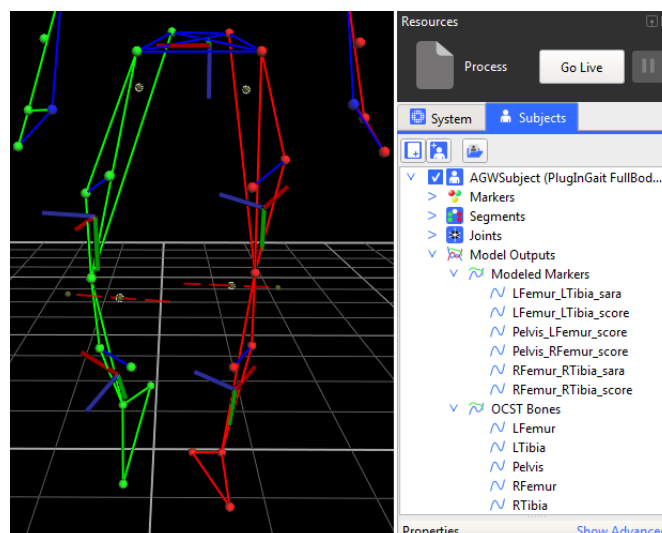 Resources
Process
Go Live
System
Subjects
AGWSubject (PlugInGait FullBod...
Markers
Segments
Joints
Model Outputs
Modeled Markers
LFemur_LTibia_sara
LFemur_LTibia_score
Pelvis_LFemur_score
Pelvis_RFemur_score
RFemur_RTibia_sara
RFemur_RTibia_score
OCST Bones
LFemur
LTibia
Pelvis
RFemur
RTibia
Properties
Show Advanced